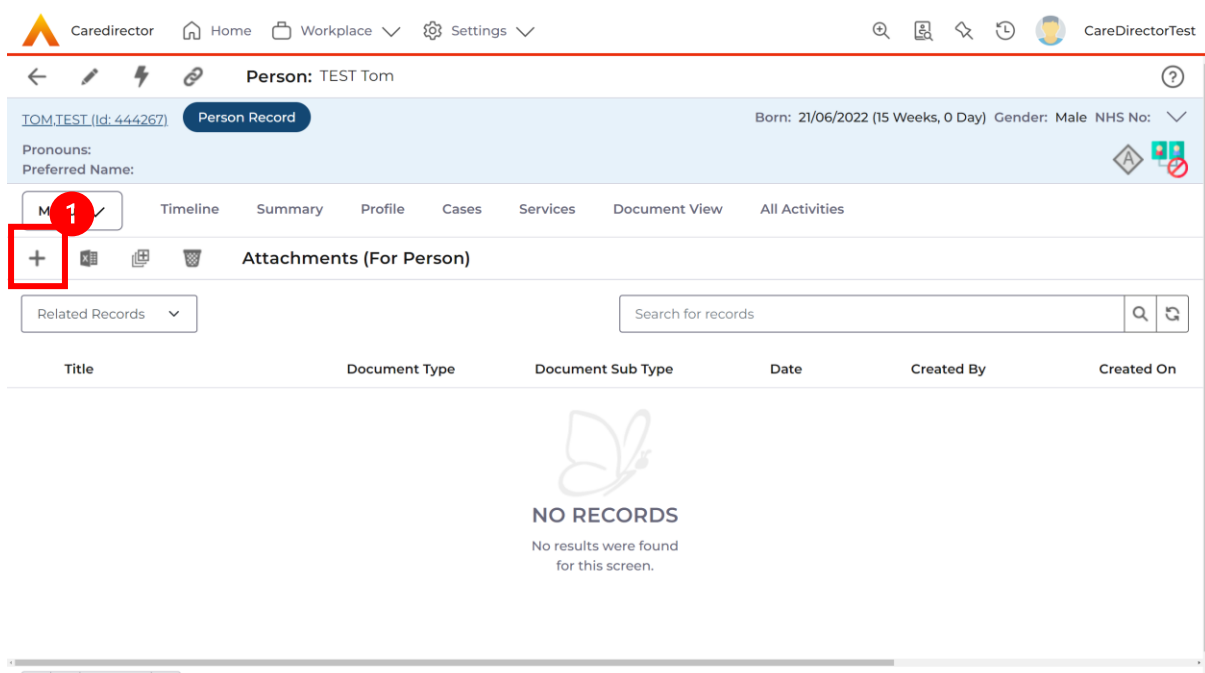 Caredirector Home Workplace Settings CareDirectorTest
Person: TEST Tom
TOM,TEST (Id: 444267) Person Record Born: 21/06/2022 (15 Weeks, 0 Day) Gender: Male NHS No:
Pronouns:
Preferred Name:
A
1 Timeline Summary Profile Cases Services Document View All Activities
Attachments (For Person)
Related Records Search for records
Title Document Type Document Sub Type Date Created By Created On
NO RECORDS
No results were found
for this screen.